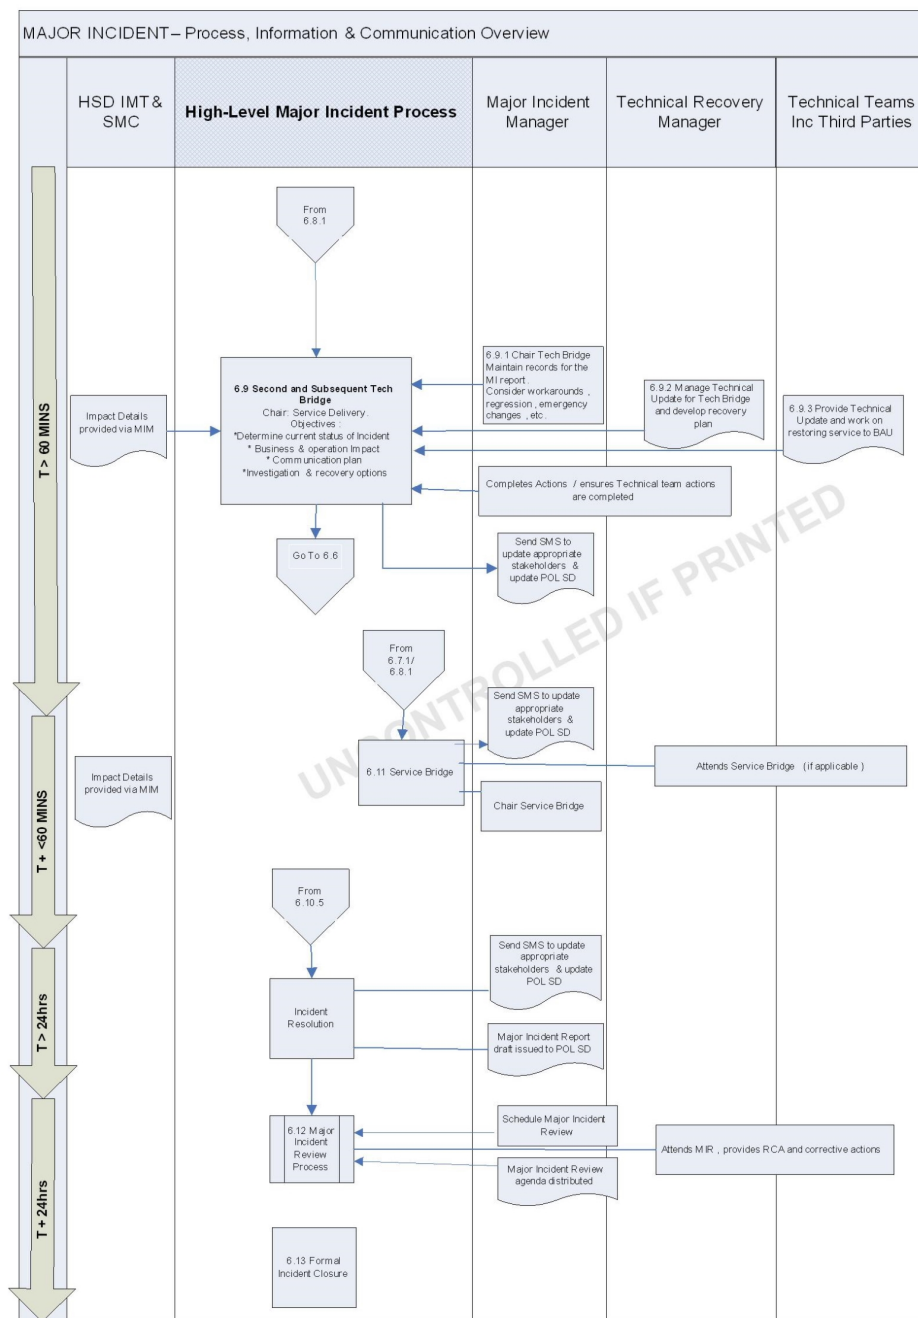 MAJOR INCIDENT– Process, Information & Communication Overview
HSD IMT &
SMC
High-Level Major Incident Process
Major Incident
Manager
Technical Recovery
Manager
Technical Teams
Inc Third Parties
T > 60 MINS
From
6.8.1
6.9 Second and Subsequent Tech
Bridge
Chair: Service Delivery.
Objectives :
*Determine current status of Incident
* Business & operation Impact
* Communication plan
*Investigation & recovery options
Impact Details
provided via MIM
6.9.1 Chair Tech Bridge
Maintain records for the
MI report.
Consider workarounds ,
regression , emergency
changes , etc .
6.9.2 Manage Technical
Update for Tech Bridge
and develop recovery
plan
6.9.3 Provide Technical
Update and work on
restoring service to BAU
Completes Actions / ensures Technical team actions
are completed
Go To 6.6
Send SMS to
update appropriate
stakeholders &
update POL SD
UNCONTROLLED IF PRINTED
From
6.7.1/
6.8.1
T + <60 MINS
Send SMS to update
appropriate
stakeholders &
update POL SD
Impact Details
provided via MIM
6.11 Service Bridge
Attends Service Bridge (if applicable )
Chair Service Bridge
From
6.10.5
T > 24hrs
Send SMS to update
appropriate
stakeholders & update
POL SD
Incident
Resolution
Major Incident Report
draft issued to POL SD
T + 24hrs
6.12 Major
Incident
Review
Process
Schedule Major Incident
Review
Attends MIR , provides RCA and corrective actions
Major Incident Review
agenda distributed
6.13 Formal
Incident Closure